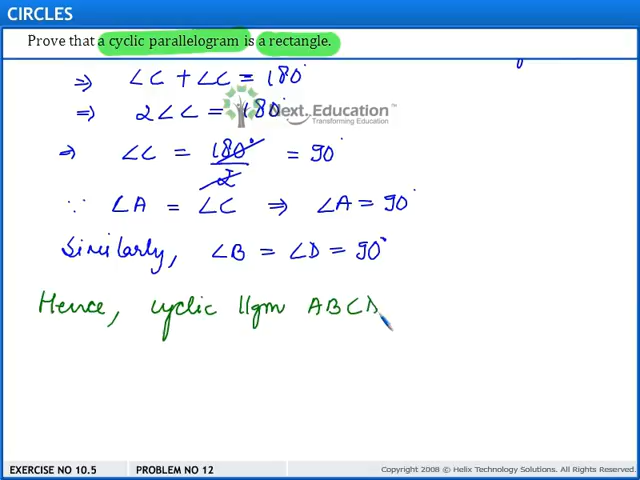 CIRCLES
Prove that a cyclic parallelogram is a rectangle.
⇒ ∠C + ∠C = 180°
⇒ 2∠C = 180°
Next Education
Transforming Education
⇒ ∠C = 180°/2 = 90°
∵ ∠A = ∠C ⇒ ∠A = 90°
Similarly, ∠B = ∠D = 90°
Hence, cyclic llgm ABCD
EXERCISE NO 10.5 PROBLEM NO 12 Copyright 2008 © Helix Technology Solutions. All Rights Reserved.